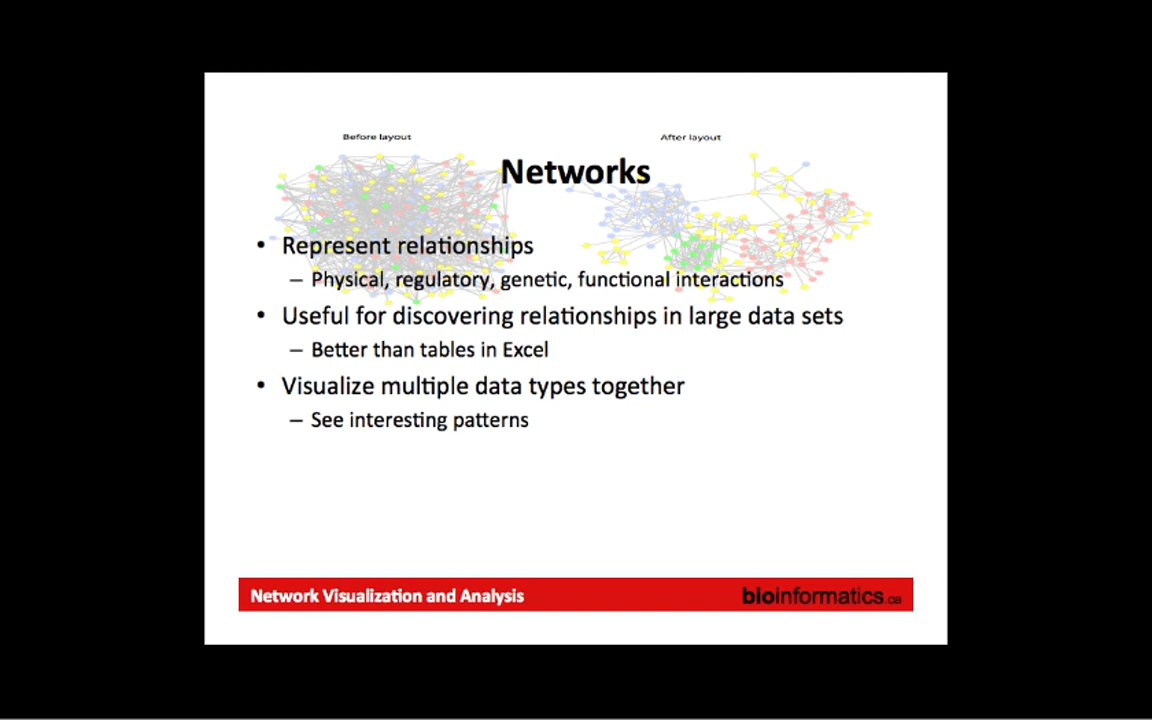 Before layout
After layout
Networks
• Represent relationships
– Physical, regulatory, genetic, functional interactions
• Useful for discovering relationships in large data sets
– Better than tables in Excel
• Visualize multiple data types together
– See interesting patterns
Network Visualization and Analysis
bioinformatics.ca